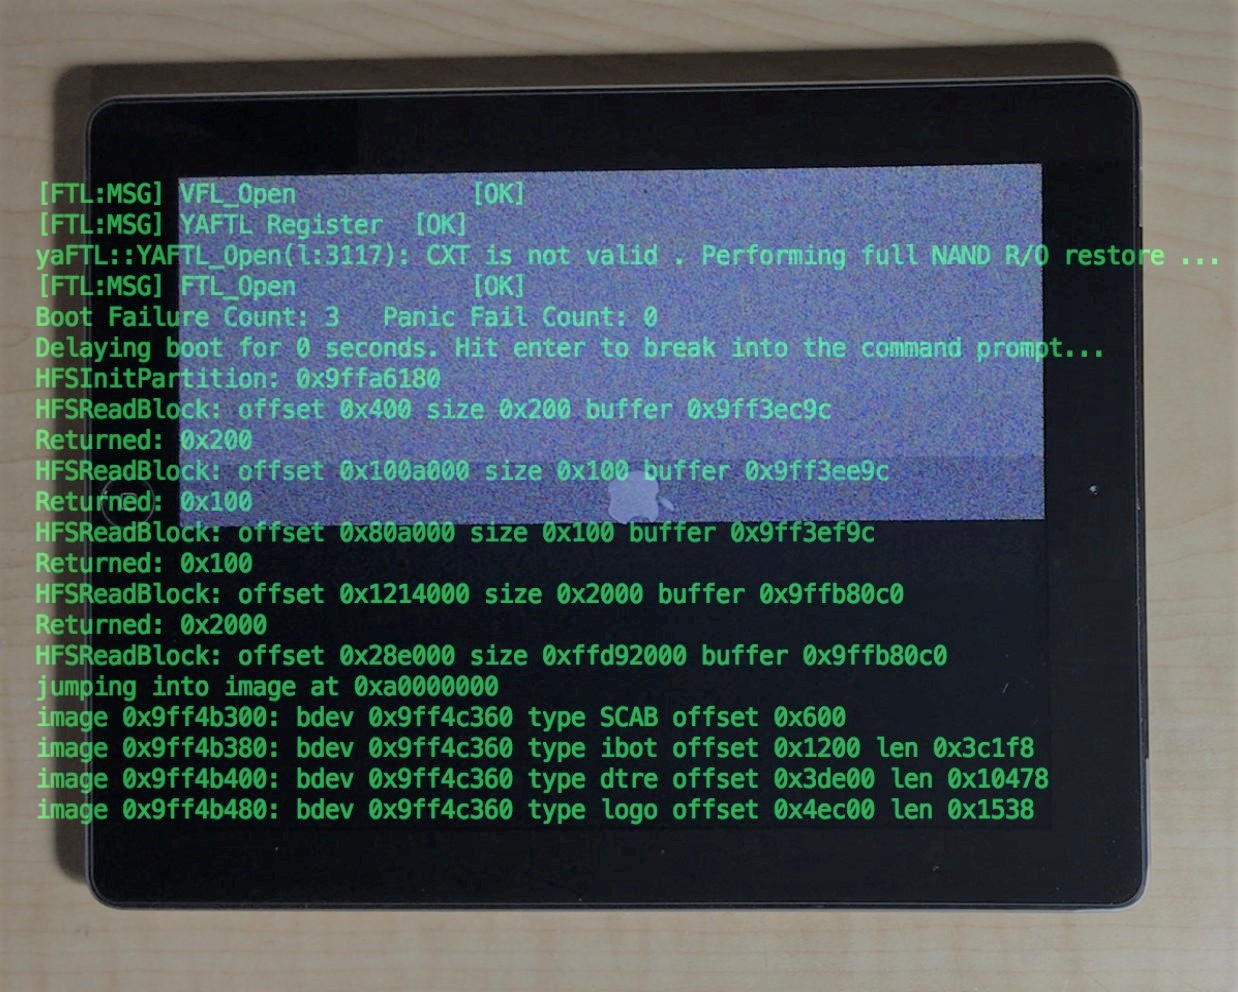 [FTL:MSG] VFL_Open [OK]
[FTL:MSG] YAFTL Register [OK]
yaFTL::YAFTL_Open(l:3117): CXT is not valid . Performing full NAND R/O restore ...
[FTL:MSG] FTL_Open [OK]
Boot Failure Count: 3 Panic Fail Count: 0
Delaying boot for 0 seconds. Hit enter to break into the command prompt...
HFSInitPartition: 0x9ffa6180
HFSReadBlock: offset 0x400 size 0x200 buffer 0x9ff3ec9c
Returned: 0x200
HFSReadBlock: offset 0x100a000 size 0x100 buffer 0x9ff3ee9c
Returned: 0x100
HFSReadBlock: offset 0x80a000 size 0x100 buffer 0x9ff3ef9c
Returned: 0x100
HFSReadBlock: offset 0x1214000 size 0x2000 buffer 0x9ffb80c0
Returned: 0x2000
HFSReadBlock: offset 0x28e000 size 0xffd92000 buffer 0x9ffb80c0
jumping into image at 0xa0000000
image 0x9ff4b300: bdev 0x9ff4c360 type SCAB offset 0x600
image 0x9ff4b380: bdev 0x9ff4c360 type ibot offset 0x1200 len 0x3c1f8
image 0x9ff4b400: bdev 0x9ff4c360 type dtre offset 0x3de00 len 0x10478
image 0x9ff4b480: bdev 0x9ff4c360 type logo offset 0x4ec00 len 0x1538